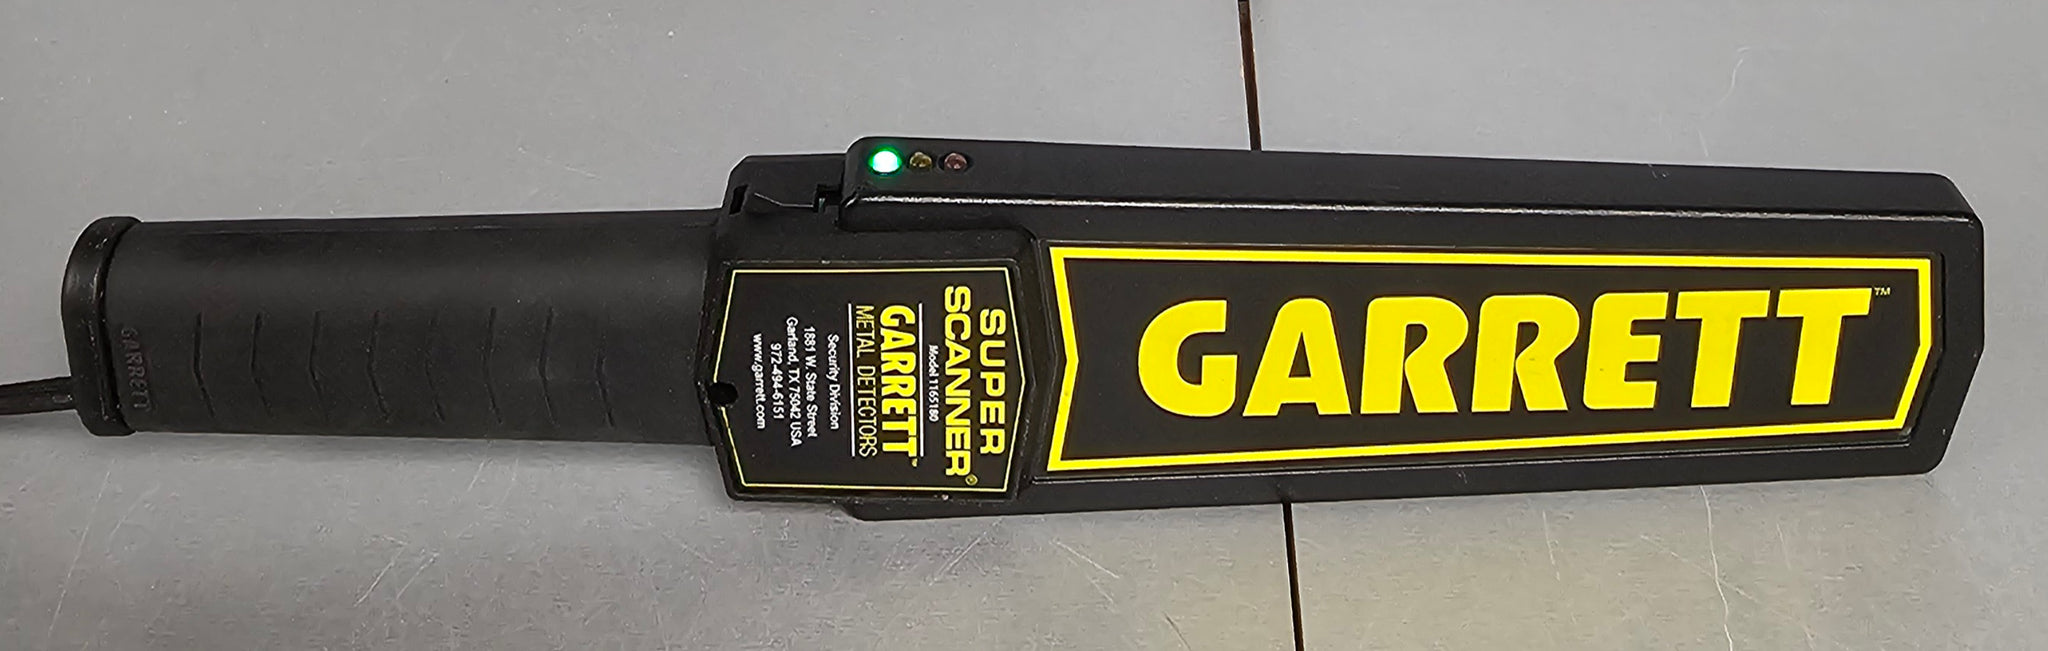 GARRETT
SUPER
SCANNER®
Model 1165180
GARRETT
METAL DETECTORS
Security Division
1881 W. State Street
Garland, TX 75042 USA
972-494-6151
www.garrett.com
GARRETT™